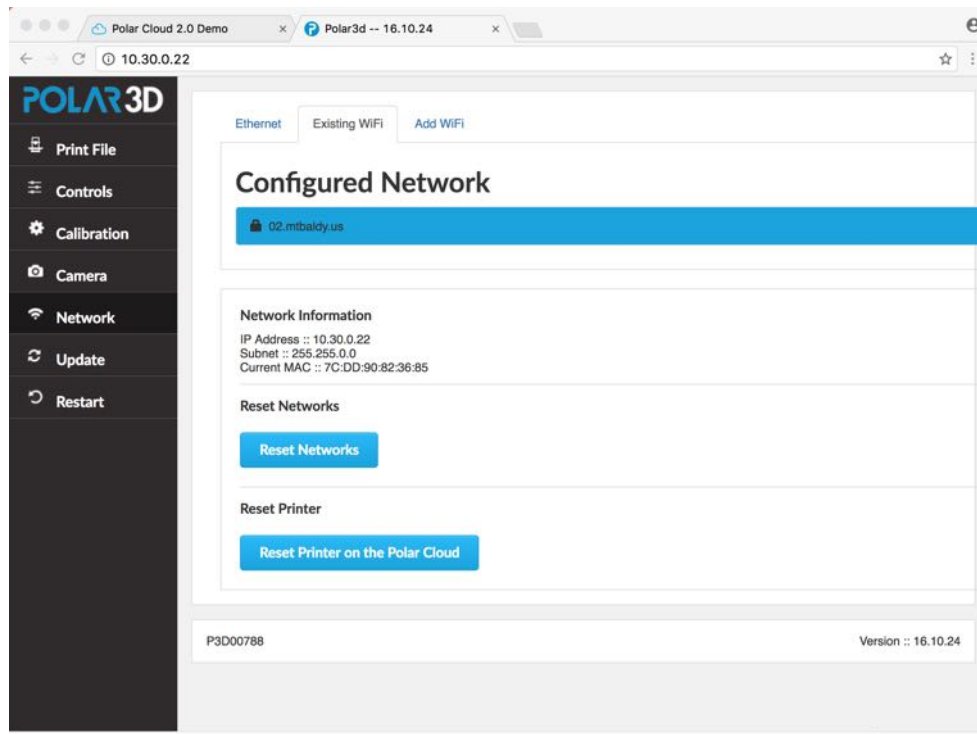 Polar Cloud 2.0 Demo
Polar3d -- 16.10.24
10.30.0.22
POLAR3D
Print File
Controls
Calibration
Camera
Network
Update
Restart
Ethernet
Existing WiFi
Add WiFi
Configured Network
02.mtbaldy.us
Network Information
IP Address :: 10.30.0.22
Subnet :: 255.255.0.0
Current MAC :: 7C:DD:90:82:36:85
Reset Networks
Reset Networks
Reset Printer
Reset Printer on the Polar Cloud
P3D00788
Version :: 16.10.24